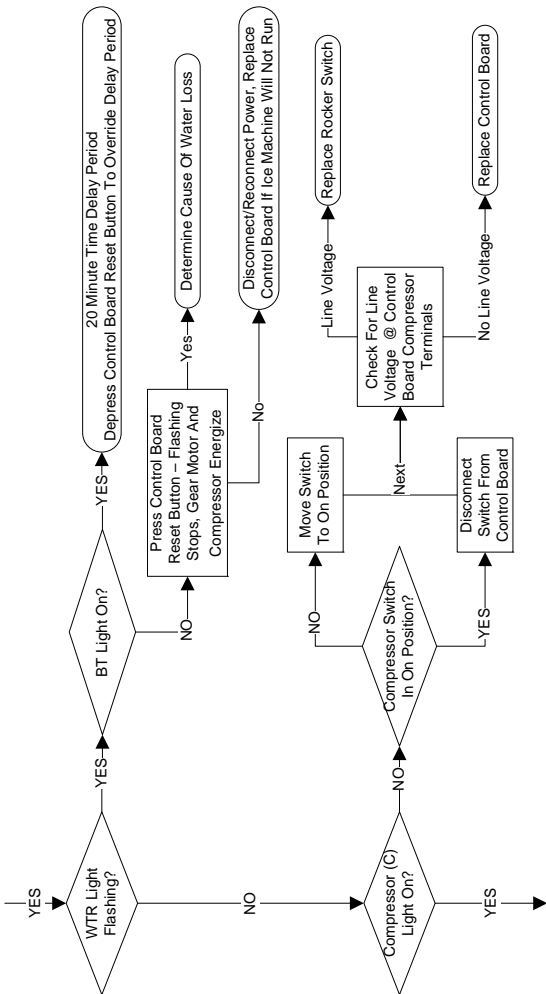 YES
WTR Light
Flashing?
YES
BT Light On?
YES
20 Minute Time Delay Period
Depress Control Board Reset Button To Override Delay Period
NO
Press Control Board
Reset Button – Flashing
Stops, Gear Motor And
Compressor Energize
Yes
Determine Cause Of Water Loss
No
Disconnect/Reconnect Power, Replace
Control Board If Ice Machine Will Not Run
NO
Compressor (C)
Light On?
NO
Compressor Switch
In On Position?
NO
Move Switch
To On Position
YES
Disconnect
Switch From
Control Board
Next
Check For Line
Voltage @ Control
Board Compressor
Terminals
Line Voltage
Replace Rocker Switch
No Line Voltage
Replace Control Board
YES